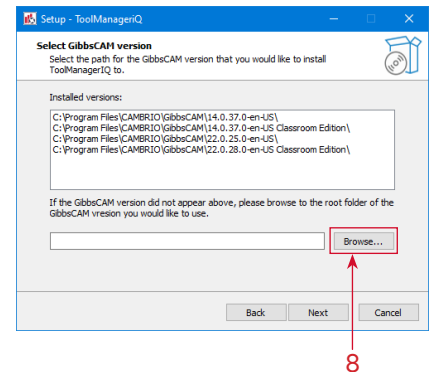 Setup - ToolManageriQ
Select GibbsCAM version
Select the path for the GibbsCAM version that you would like to install
ToolManagerIQ to.
Installed versions:
C:\Program Files\CAMBRIO\GibbsCAM\14.0.37.0-en-US\
C:\Program Files\CAMBRIO\GibbsCAM\14.0.37.0-en-US Classroom Edition\
C:\Program Files\CAMBRIO\GibbsCAM\22.0.25.0-en-US\
C:\Program Files\CAMBRIO\GibbsCAM\22.0.28.0-en-US Classroom Edition\
If the GibbsCAM version did not appear above, please browse to the root folder of the
GibbsCAM vresion you would like to use.
Browse...
Back Next Cancel
8